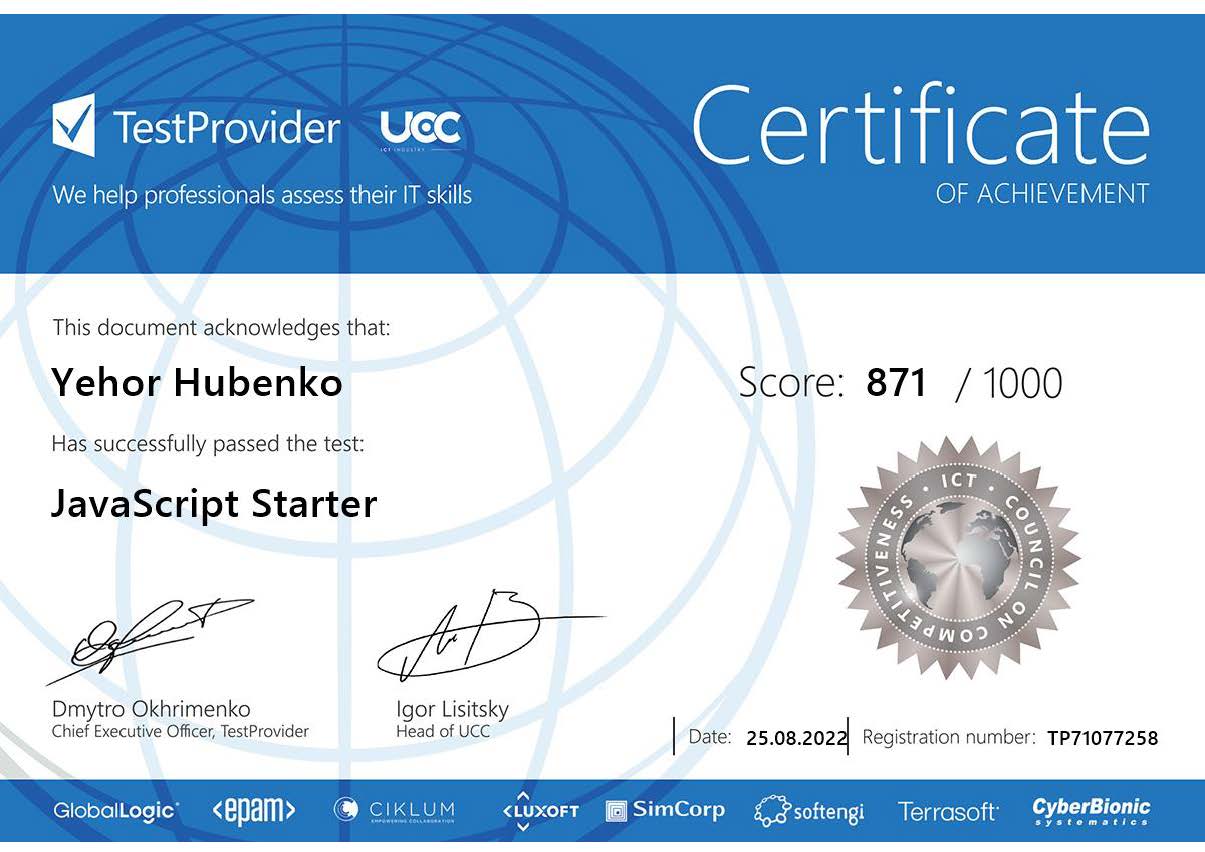 TestProvider
UCC
ICT INDUSTRY
We help professionals assess their IT skills
Certificate
OF ACHIEVEMENT
This document acknowledges that:
Yehor Hubenko
Score: 871 / 1000
Has successfully passed the test:
JavaScript Starter
ICT · COUNCIL ON COMPETITIVENESS ·
Dmytro Okhrimenko
Chief Executive Officer, TestProvider
Igor Lisitsky
Head of UCC
Date: 25.08.2022
Registration number: TP71077258
GlobalLogic
<epam>
CIKLUM
EMPOWERING COLLABORATION
<LUXOFT
SimCorp
softengi
Terrasoft
CyberBionic
systematics